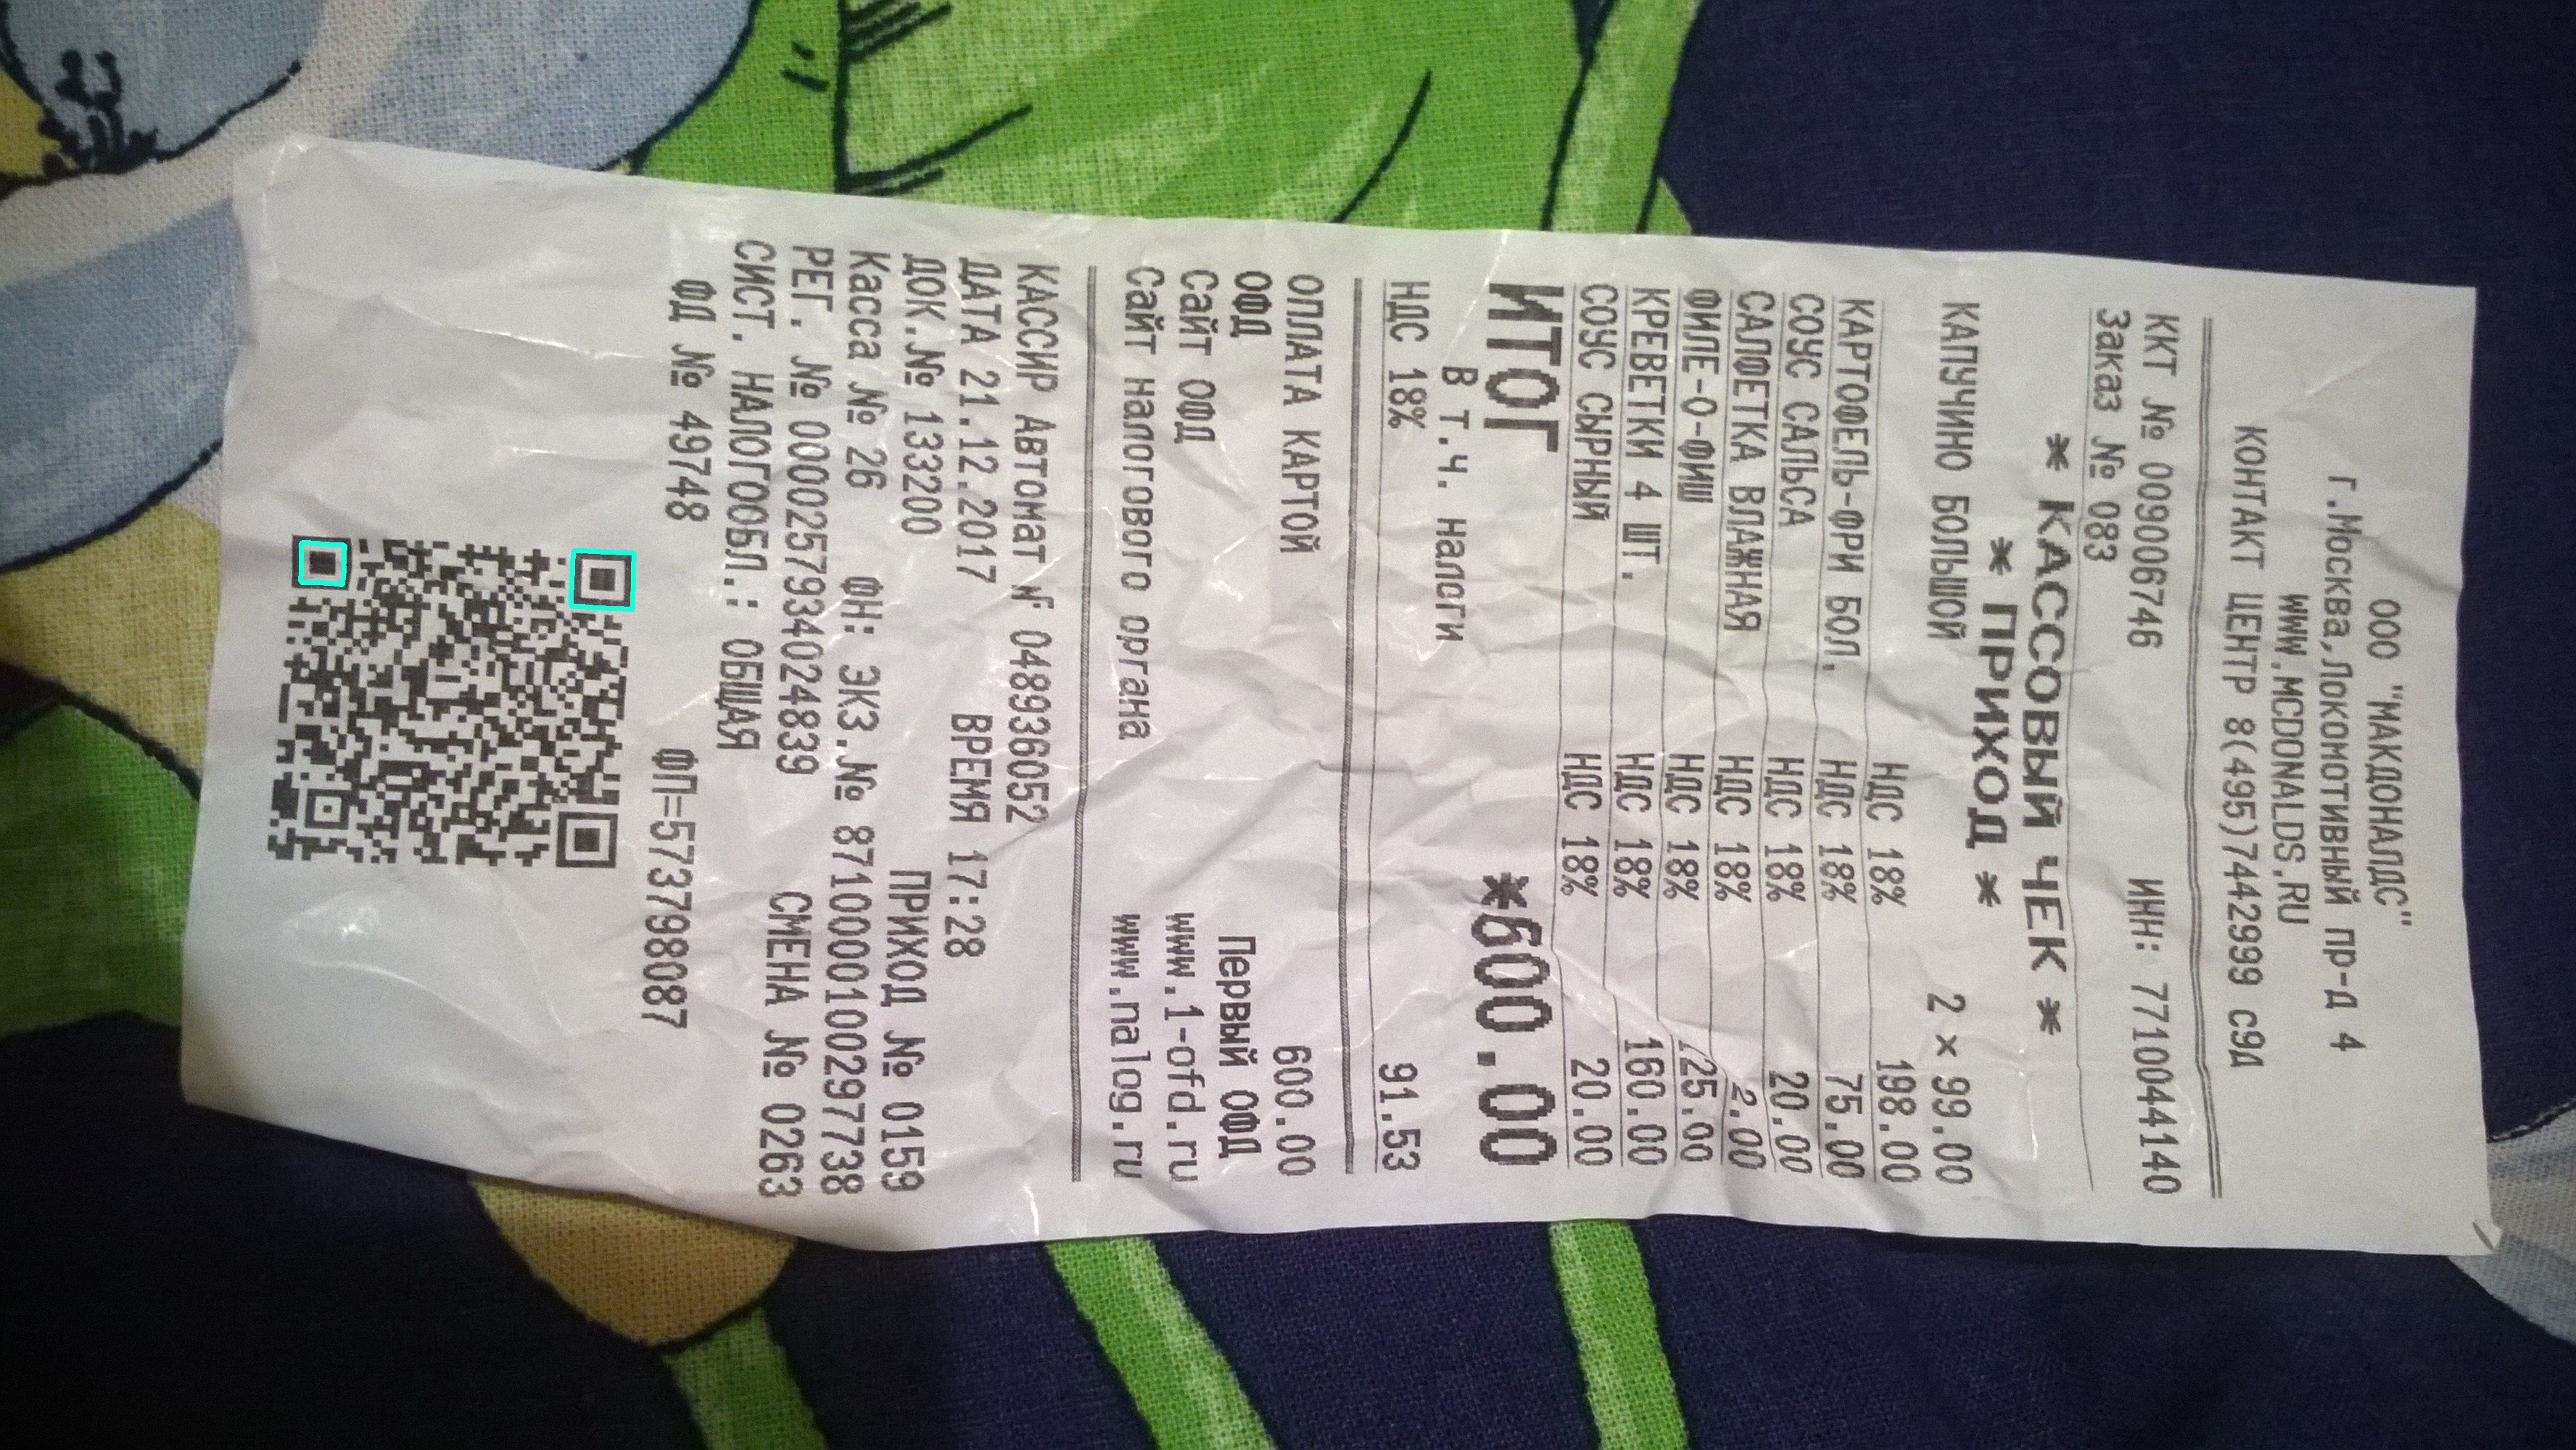 ООО "МАКДОНАЛДС"
г.Москва,Локомотивный пр-д 4
WWW.MCDONALDS.RU
КОНТАКТ ЦЕНТР 8(495)7442999 с9Д
ККТ № 0090006746 ИНН: 7710044140
Заказ № 083
* КАССОВЫЙ ЧЕК *
* ПРИХОД *
КАПУЧИНО БОЛЬШОЙ 2 × 99.00
НДС 18% 198.00
КАРТОФЕЛЬ-ФРИ БОЛ. НДС 18% 75.00
СОУС САЛЬСА НДС 18% 20.00
САЛФЕТКА ВЛАЖНАЯ НДС 18% 2.00
ФИЛЕ-О-ФИШ НДС 18% 125.00
КРЕВЕТКИ 4 ШТ. НДС 18% 160.00
СОУС СЫРНЫЙ НДС 18% 20.00
ИТОГ *600.00
В т.ч. налоги
НДС 18% 91.53
ОПЛАТА КАРТОЙ 600.00
ОФД Первый ОФД
Сайт ОФД www.1-ofd.ru
Сайт налогового органа www.nalog.ru
КАССИР Автомат № 048936052
ДАТА 21.12.2017 ВРЕМЯ 17:28
ДОК.№ 133200 ПРИХОД № 0159
Касса № 26 ФН: ЭКЗ.№ 8710000100297738
РЕГ. № 0000257934024839 СМЕНА № 0263
СИСТ. НАЛОГООБЛ.: ОБЩАЯ
ФД № 49748 ФП=573798087